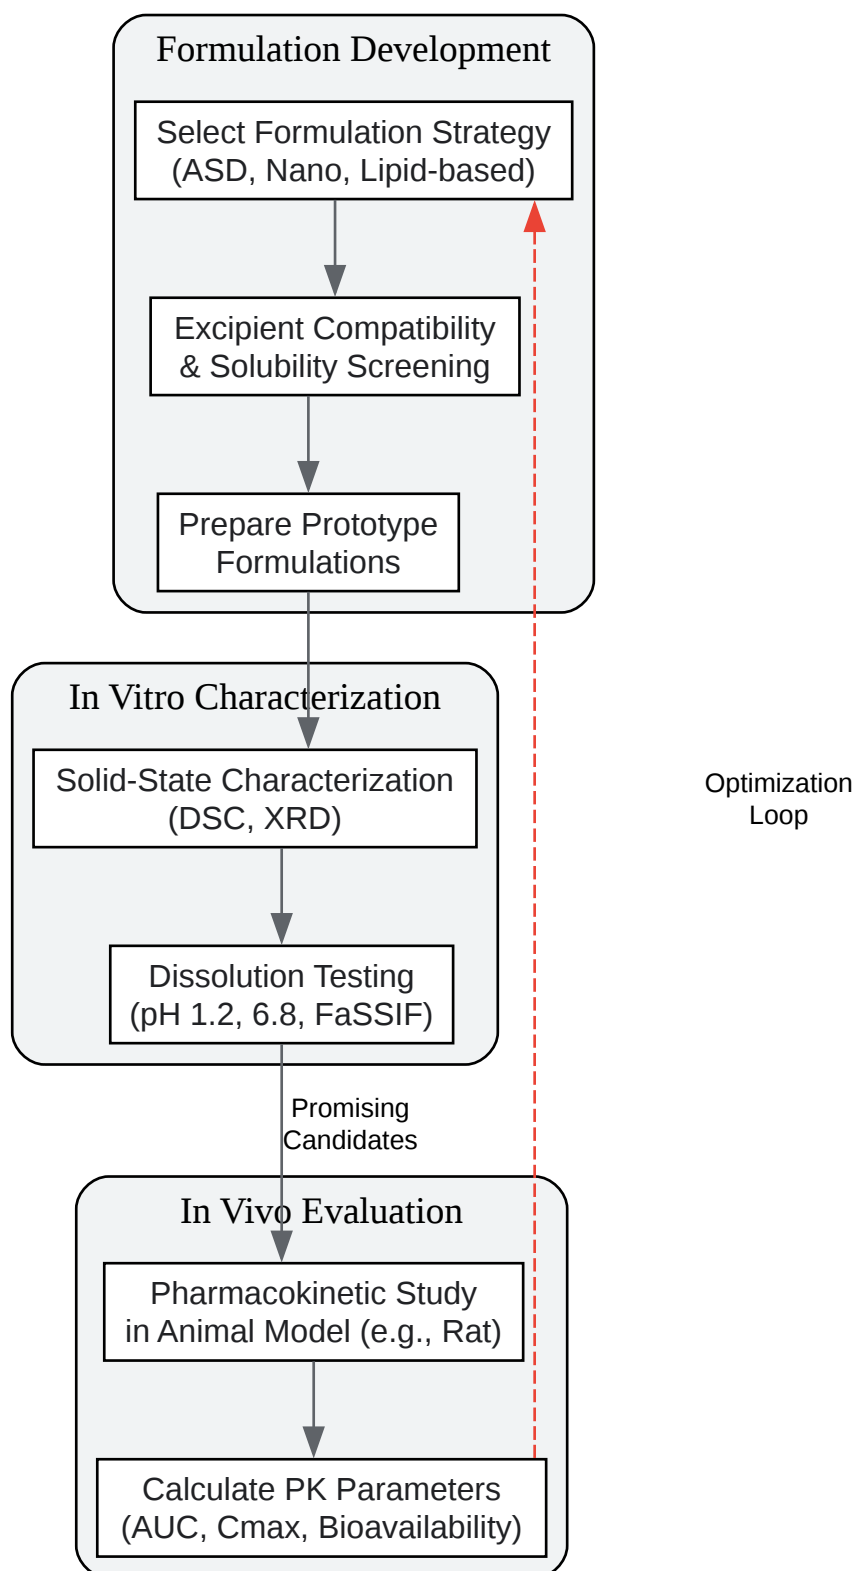 Formulation Development
Select Formulation Strategy
(ASD, Nano, Lipid-based)
Excipient Compatibility
& Solubility Screening
Prepare Prototype
Formulations
In Vitro Characterization
Solid-State Characterization
(DSC, XRD)
Optimization
Loop
Dissolution Testing
(pH 1.2, 6.8, FaSSIF)
Promising
Candidates
In Vivo Evaluation
Pharmacokinetic Study
in Animal Model (e.g., Rat)
Calculate PK Parameters
(AUC, Cmax, Bioavailability)